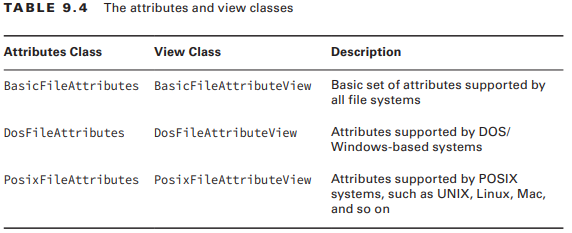 TABLE 9.4 The attributes and view classes
Attributes Class View Class Description
BasicFileAttributes BasicFileAttributeView Basic set of attributes supported by
all file systems
DosFileAttributes DosFileAttributeView Attributes supported by DOS/
Windows-based systems
PosixFileAttributes PosixFileAttributeView Attributes supported by POSIX
systems, such as UNIX, Linux, Mac,
and so on